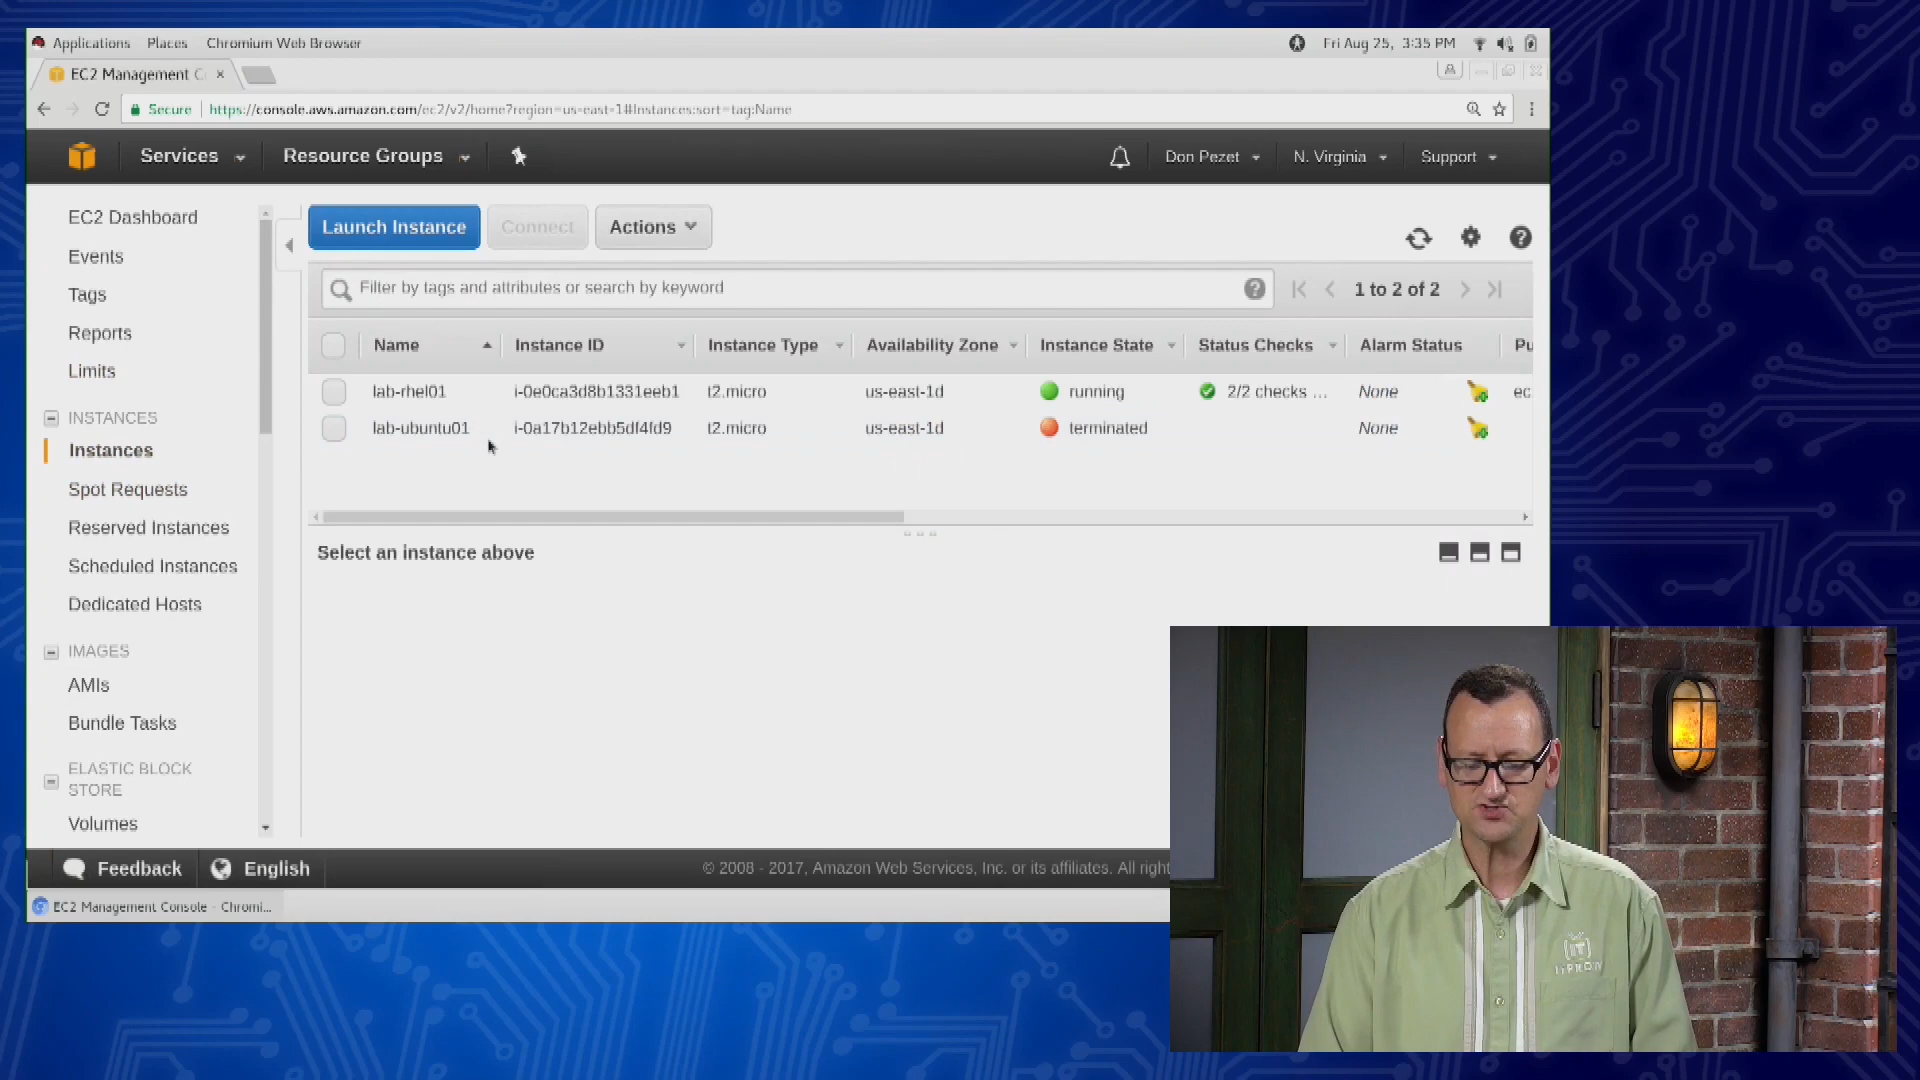 Applications Places Chromium Web Browser Fri Aug 25, 3:35 PM
EC2 Management C
Secure https://console.aws.amazon.com/ec2/v2/home?region=us-east-1#Instances:sort=tag:Name
Services Resource Groups Don Pezet N. Virginia Support
EC2 Dashboard
Events
Tags
Reports
Limits
INSTANCES
Instances
Spot Requests
Reserved Instances
Scheduled Instances
Dedicated Hosts
IMAGES
AMIs
Bundle Tasks
ELASTIC BLOCK
STORE
Volumes
Launch Instance Connect Actions
Filter by tags and attributes or search by keyword 1 to 2 of 2
Name Instance ID Instance Type Availability Zone Instance State Status Checks Alarm Status Pu
lab-rhel01 i-0e0ca3d8b1331eeb1 t2.micro us-east-1d running 2/2 checks ... None ec
lab-ubuntu01 i-0a17b12ebb5df4fd9 t2.micro us-east-1d terminated None
Select an instance above
Feedback English © 2008 - 2017, Amazon Web Services, Inc. or its affiliates. All right
EC2 Management Console - Chromi...